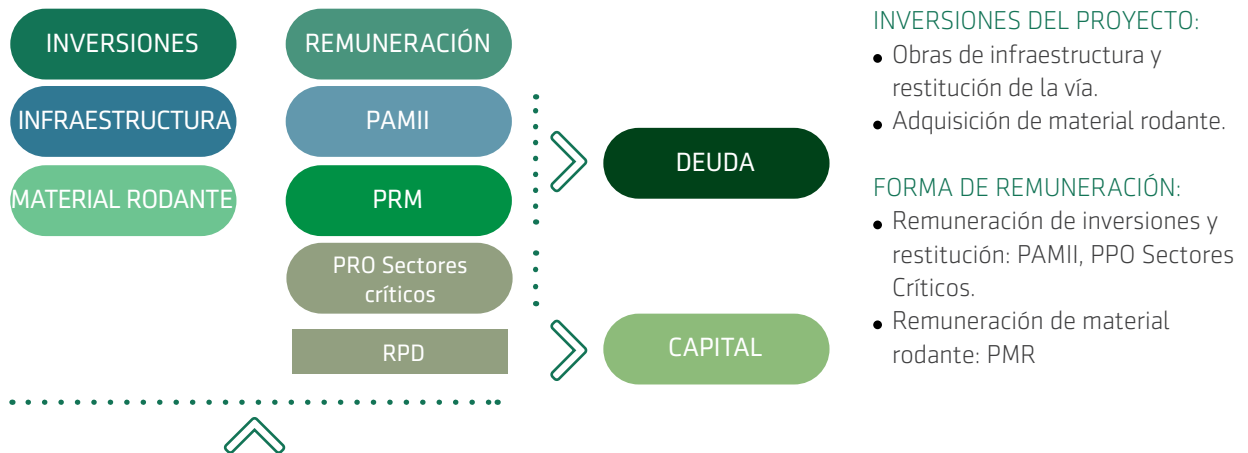 INVERSIONES
INFRAESTRUCTURA
MATERIAL RODANTE
REMUNERACIÓN
PAMII
PRM
PRO Sectores
críticos
RPD
DEUDA
CAPITAL
INVERSIONES DEL PROYECTO:
• Obras de infraestructura y
restitución de la vía.
• Adquisición de material rodante.
FORMA DE REMUNERACIÓN:
• Remuneración de inversiones y
restitución: PAMII, PPO Sectores
Críticos.
• Remuneración de material
rodante: PMR